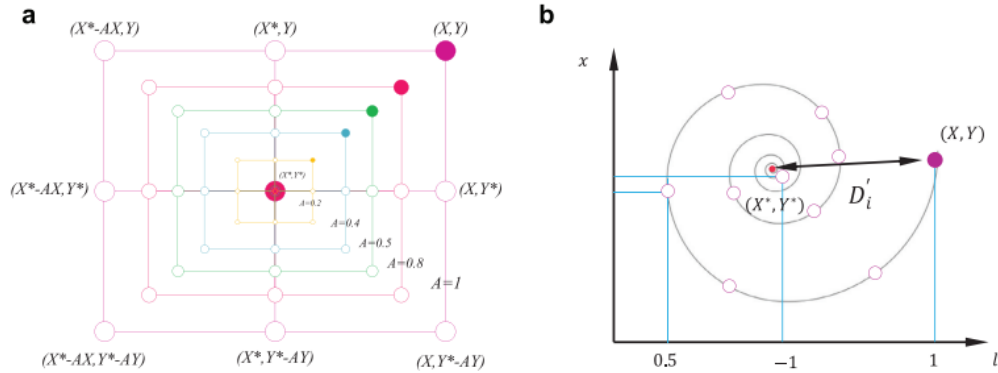 a
(X*-AX,Y)
(X*,Y)
(X,Y)
(X*-AX,Y*)
(X*,Y*)
(X,Y*)
A=0.2
A=0.4
A=0.5
A=0.8
A=1
(X*-AX,Y*-AY)
(X*,Y*-AY)
(X,Y*-AY)
b
x
(X,Y)
(X*,Y*)
D'i
0.5
−1
1
l